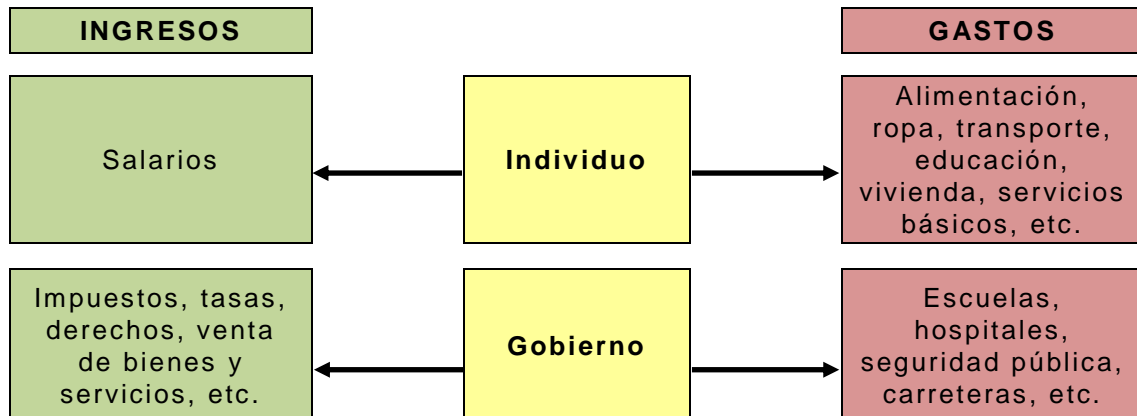 INGRESOS
GASTOS
Salarios
Individuo
Alimentación,
ropa, transporte,
educación,
vivienda, servicios
básicos, etc.
Impuestos, tasas,
derechos, venta
de bienes y
servicios, etc.
Gobierno
Escuelas,
hospitales,
seguridad pública,
carreteras, etc.